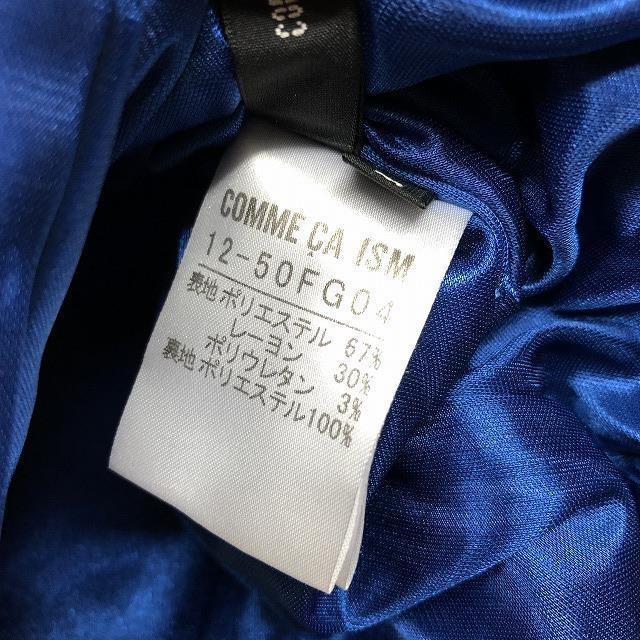 COMME ÇA ISM
12-50FG04
表地 ポリエステル 67%
レーヨン 30%
ポリウレタン 3%
裏地 ポリエステル100%